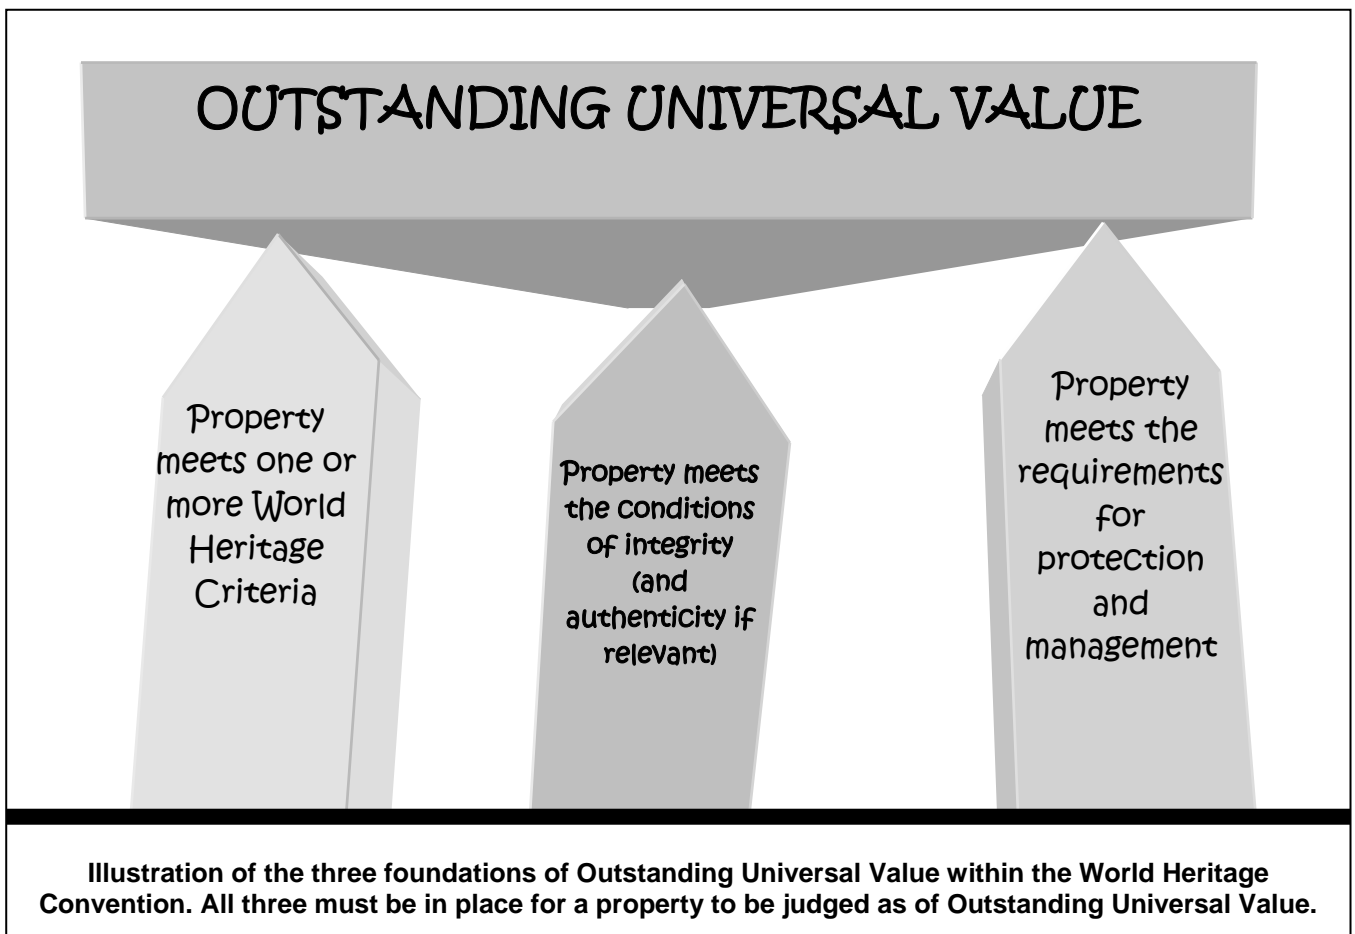 OUTSTANDING UNIVERSAL VALUE
Property
meets one or
more World
Heritage
Criteria
Property meets
the conditions
of integrity
(and
authenticity if
relevant)
Property
meets the
requirements
for
protection
and
management
Illustration of the three foundations of Outstanding Universal Value within the World Heritage
Convention. All three must be in place for a property to be judged as of Outstanding Universal Value.